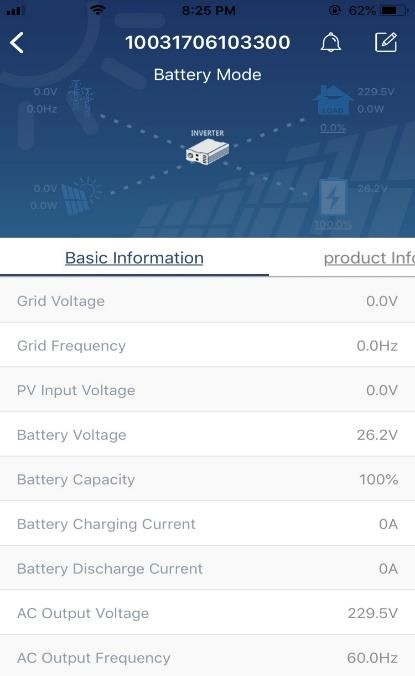 8:25 PM
62%
10031706103300
Battery Mode
0.0V
0.0Hz
229.5V
0.0W
LOAD
0.0%
INVERTER
0.0V
0.0W
26.2V
100.0%
Basic Information
product Info
Grid Voltage 0.0V
Grid Frequency 0.0Hz
PV Input Voltage 0.0V
Battery Voltage 26.2V
Battery Capacity 100%
Battery Charging Current 0A
Battery Discharge Current 0A
AC Output Voltage 229.5V
AC Output Frequency 60.0Hz